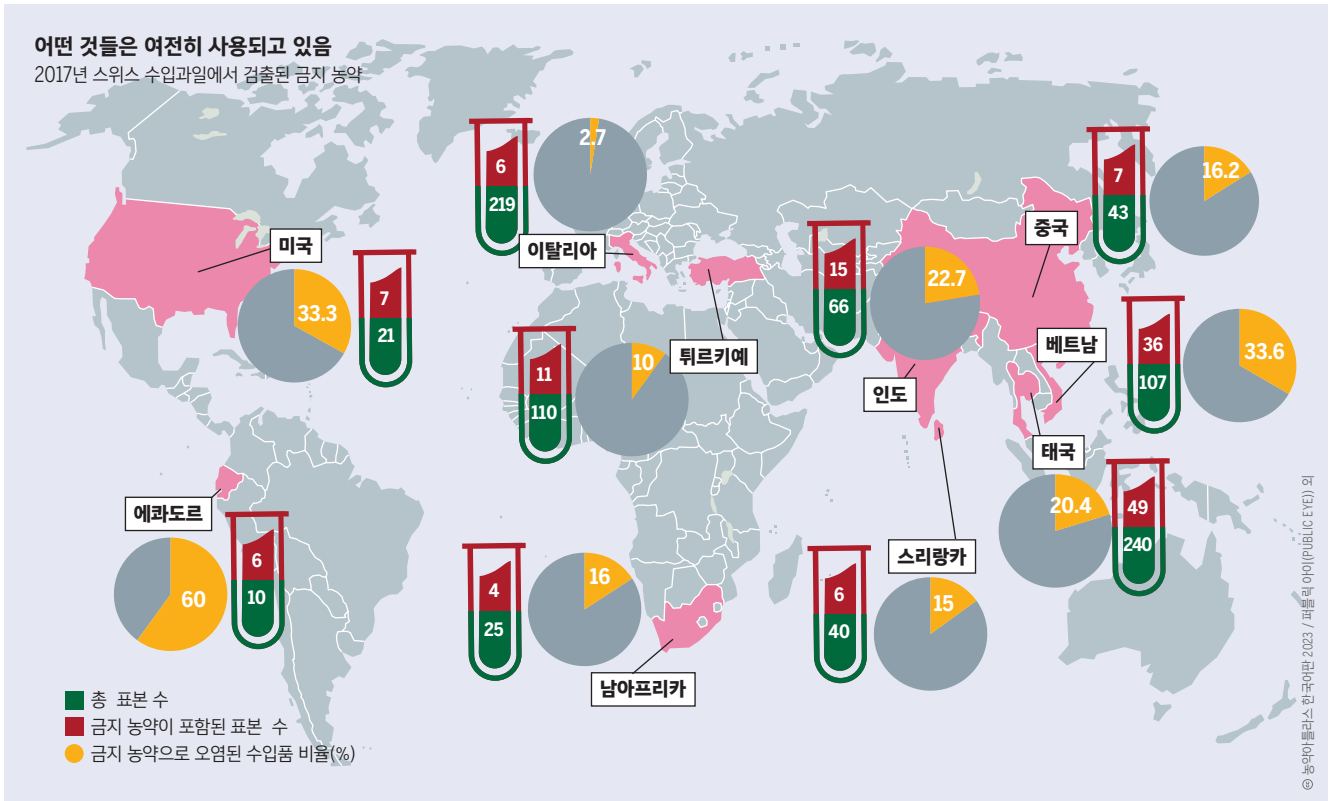 어떤 것들은 여전히 사용되고 있음
2017년 스위스 수입과일에서 검출된 금지 농약
미국
33.3
7
21
6
219
2.7
이탈리아
튀르키예
11
110
10
15
66
22.7
인도
중국
7
43
16.2
베트남
36
107
33.6
태국
20.4
49
240
에콰도르
60
6
10
4
25
16
남아프리카
스리랑카
6
40
15
총 표본 수
금지 농약이 포함된 표본 수
금지 농약으로 오염된 수입품 비율(%)
© 농약아틀라스 한국어판 2023 / 퍼블릭 아이(PUBLIC EYE)) 외